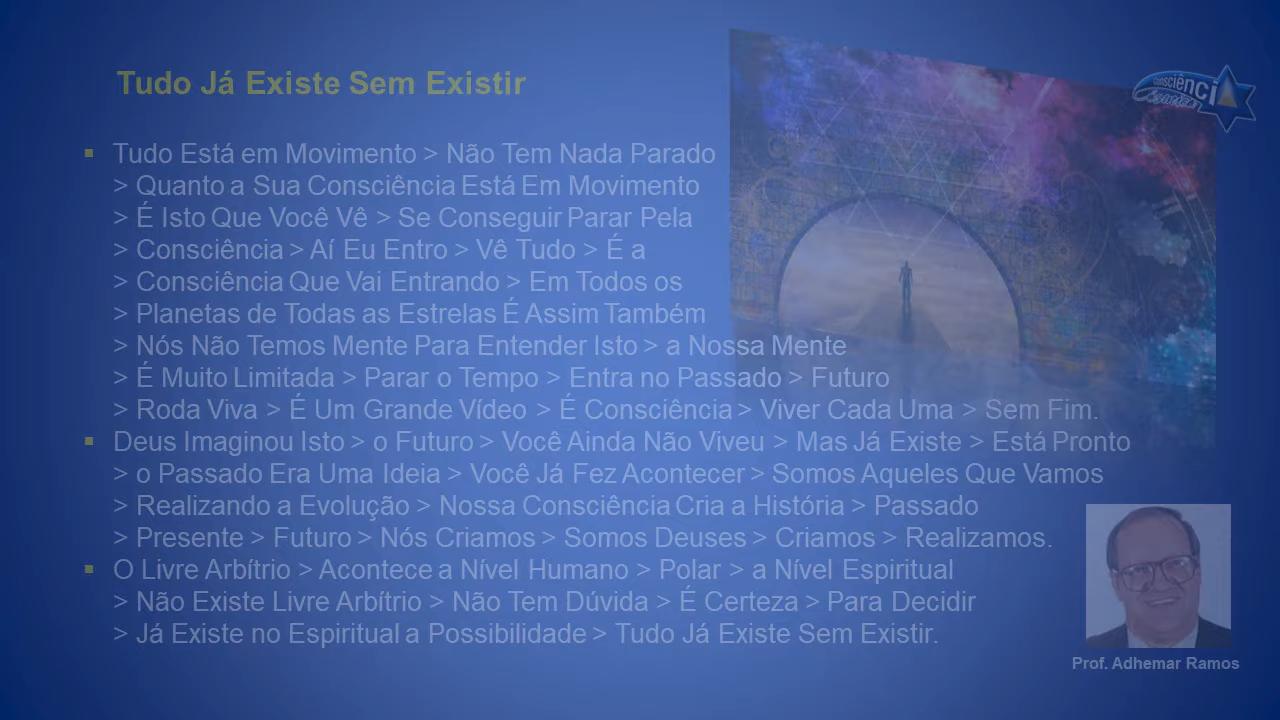 Tudo Já Existe Sem Existir
consciênci
▪ Tudo Está em Movimento > Não Tem Nada Parado
> Quanto a Sua Consciência Está Em Movimento
> É Isto Que Você Vê > Se Conseguir Parar Pela
> Consciência > Aí Eu Entro > Vê Tudo > É a
> Consciência Que Vai Entrando > Em Todos os
> Planetas de Todas as Estrelas É Assim Também
> Nós Não Temos Mente Para Entender Isto > a Nossa Mente
> É Muito Limitada > Parar o Tempo > Entra no Passado > Futuro
> Roda Viva > É Um Grande Vídeo > É Consciência > Viver Cada Uma > Sem Fim.
▪ Deus Imaginou Isto > o Futuro > Você Ainda Não Viveu > Mas Já Existe > Está Pronto
> o Passado Era Uma Ideia > Você Já Fez Acontecer > Somos Aqueles Que Vamos
> Realizando a Evolução > Nossa Consciência Cria a História > Passado
> Presente > Futuro > Nós Criamos > Somos Deuses > Criamos > Realizamos.
▪ O Livre Arbítrio > Acontece a Nível Humano > Polar > a Nível Espiritual
> Não Existe Livre Arbítrio > Não Tem Dúvida > É Certeza > Para Decidir
> Já Existe no Espiritual a Possibilidade > Tudo Já Existe Sem Existir.
Prof. Adhemar Ramos